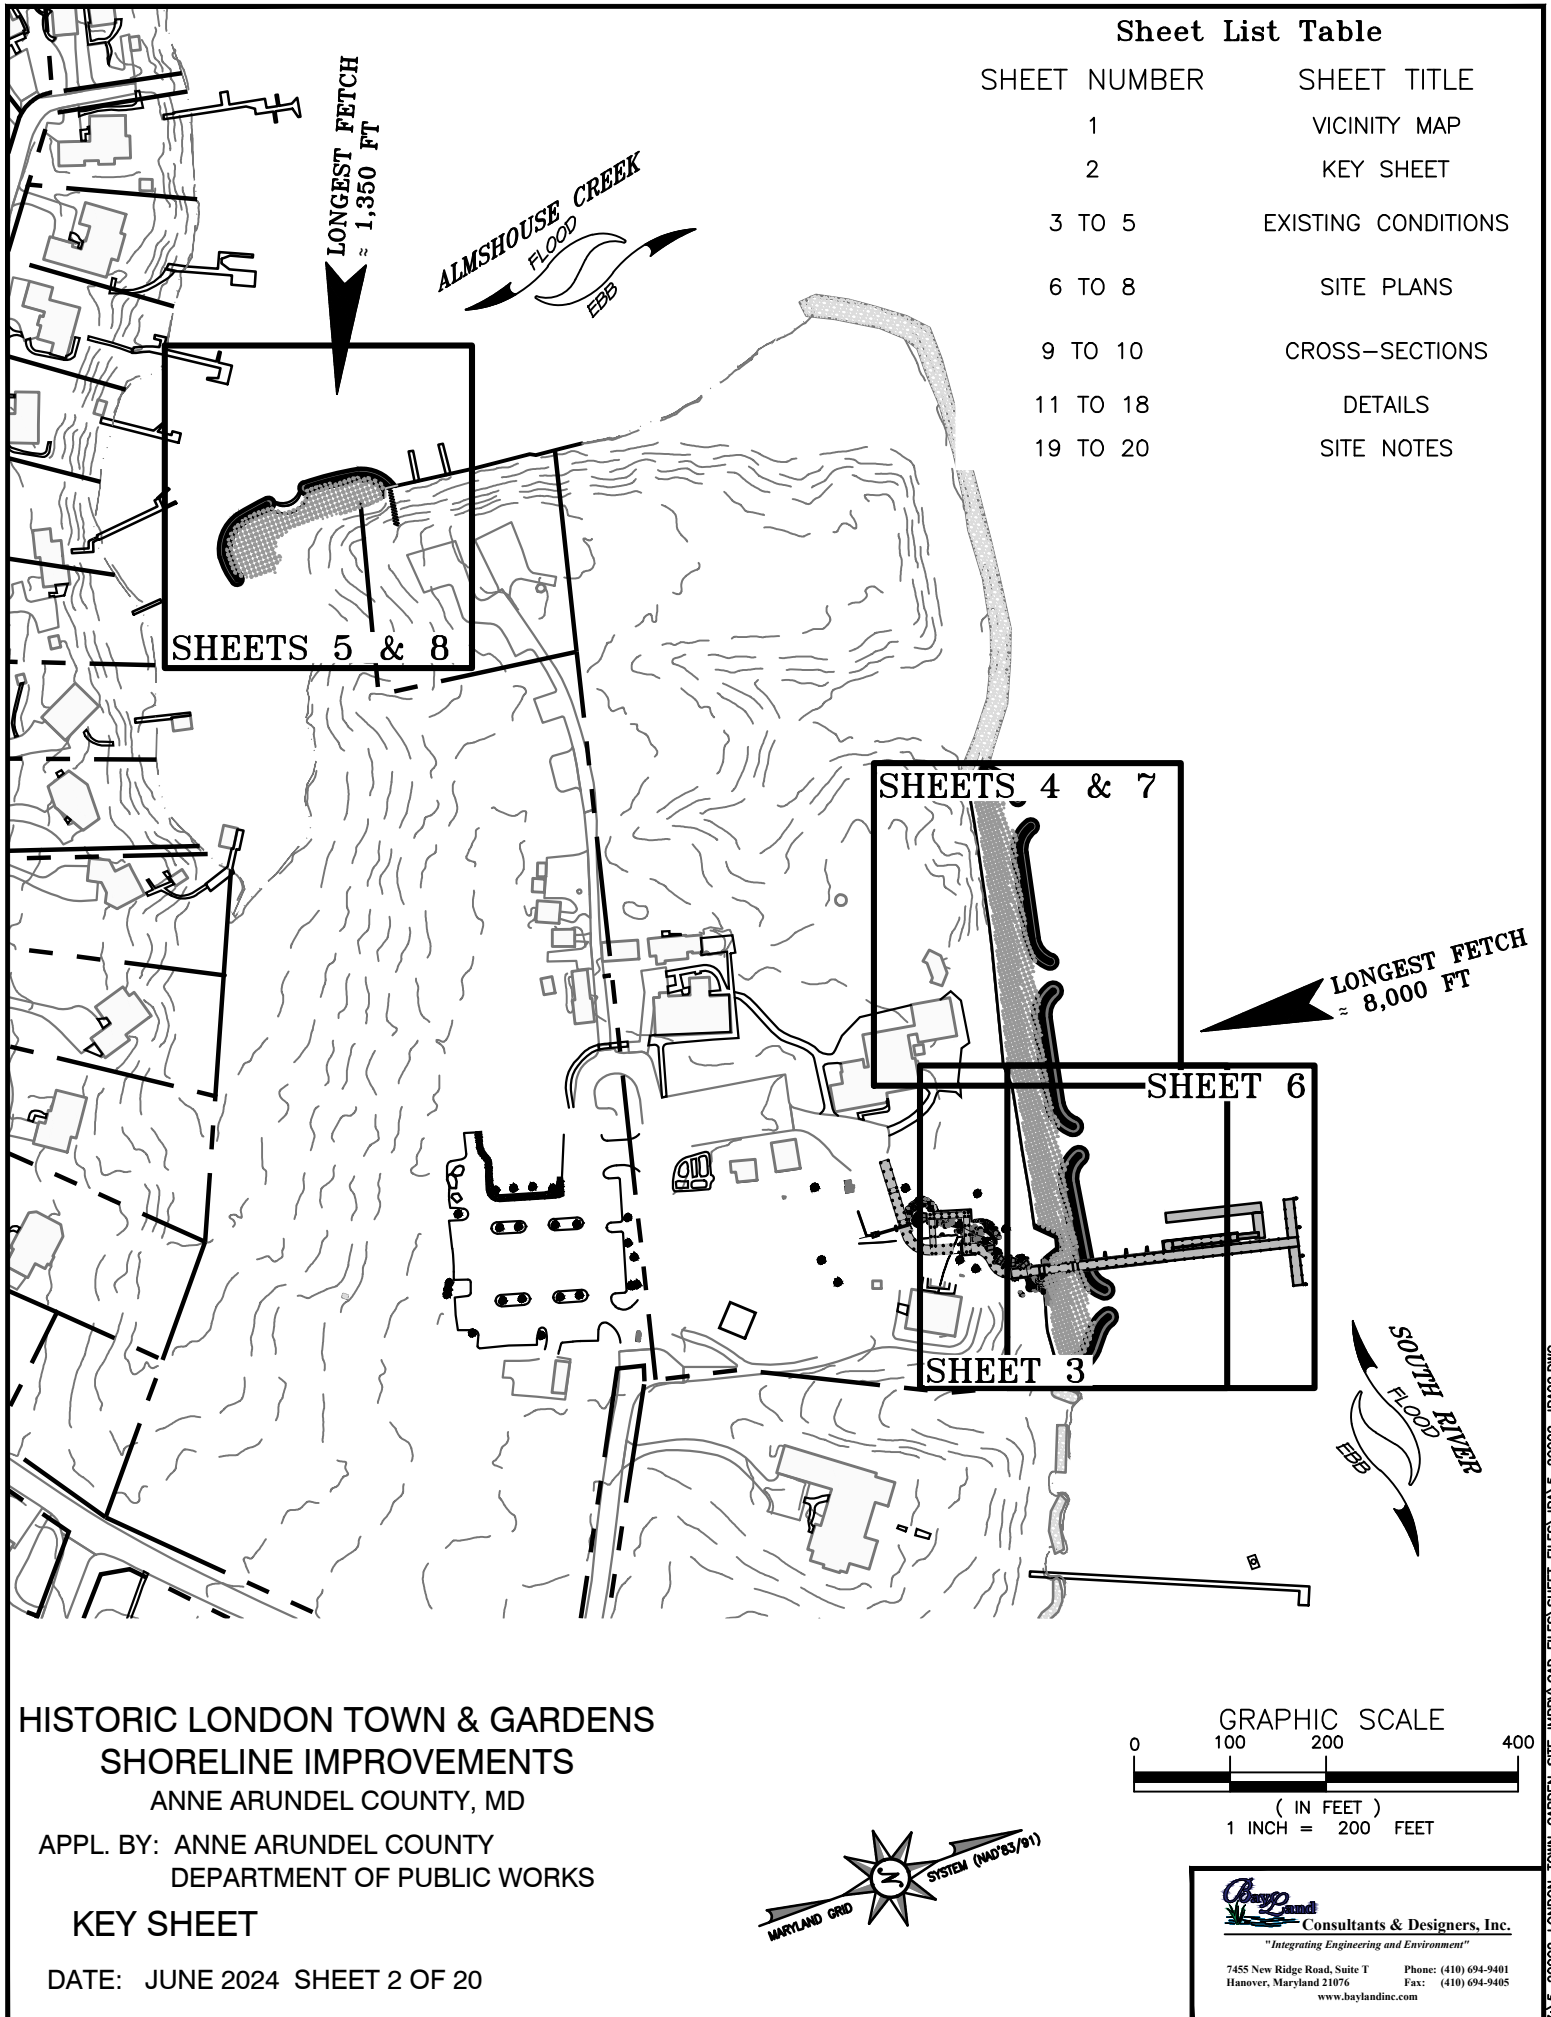 Sheet List Table
SHEET NUMBER SHEET TITLE
1 VICINITY MAP
2 KEY SHEET
3 TO 5 EXISTING CONDITIONS
6 TO 8 SITE PLANS
9 TO 10 CROSS-SECTIONS
11 TO 18 DETAILS
19 TO 20 SITE NOTES
LONGEST FETCH
≈ 1,350 FT
ALMSHOUSE CREEK
FLOOD
EBB
SHEETS 5 & 8
SHEETS 4 & 7
LONGEST FETCH
≈ 8,000 FT
SHEET 6
SHEET 3
SOUTH RIVER
FLOOD
EBB
HISTORIC LONDON TOWN & GARDENS
SHORELINE IMPROVEMENTS
ANNE ARUNDEL COUNTY, MD
APPL. BY: ANNE ARUNDEL COUNTY
DEPARTMENT OF PUBLIC WORKS
KEY SHEET
DATE: JUNE 2024 SHEET 2 OF 20
MARYLAND GRID
N
SYSTEM (NAD'83/91)
GRAPHIC SCALE
0 100 200 400
( IN FEET )
1 INCH = 200 FEET
BayLand
Consultants & Designers, Inc.
"Integrating Engineering and Environment"
7455 New Ridge Road, Suite T Phone: (410) 694-9401
Hanover, Maryland 21076 Fax: (410) 694-9405
www.baylandinc.com